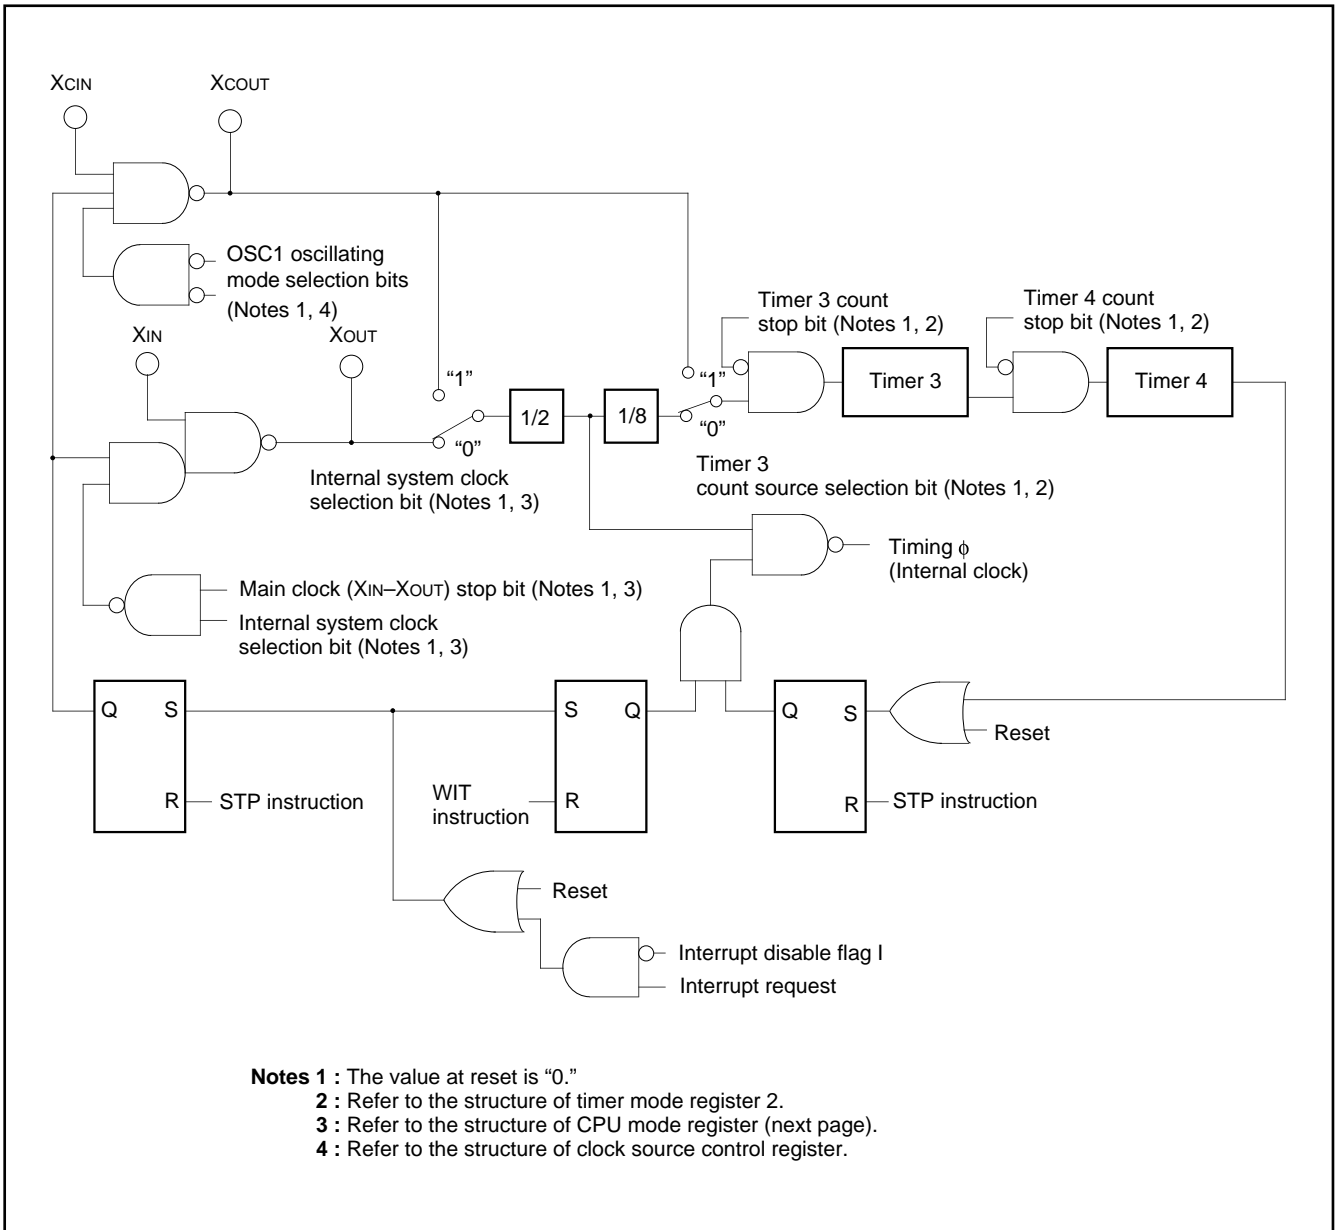 XCIN
XCOUT
OSC1 oscillating
mode selection bits
(Notes 1, 4)
XIN
XOUT
“1”
“0”
Internal system clock
selection bit (Notes 1, 3)
1/2
1/8
“1”
“0”
Timer 3
count source selection bit (Notes 1, 2)
Timer 3 count
stop bit (Notes 1, 2)
Timer 3
Timer 4 count
stop bit (Notes 1, 2)
Timer 4
Timing ϕ
(Internal clock)
Main clock (XIN–XOUT) stop bit (Notes 1, 3)
Internal system clock
selection bit (Notes 1, 3)
Q
S
R
STP instruction
S
Q
R
WIT
instruction
Q
S
R
Reset
STP instruction
Reset
Interrupt disable flag I
Interrupt request
Notes 1 : The value at reset is “0.”
2 : Refer to the structure of timer mode register 2.
3 : Refer to the structure of CPU mode register (next page).
4 : Refer to the structure of clock source control register.